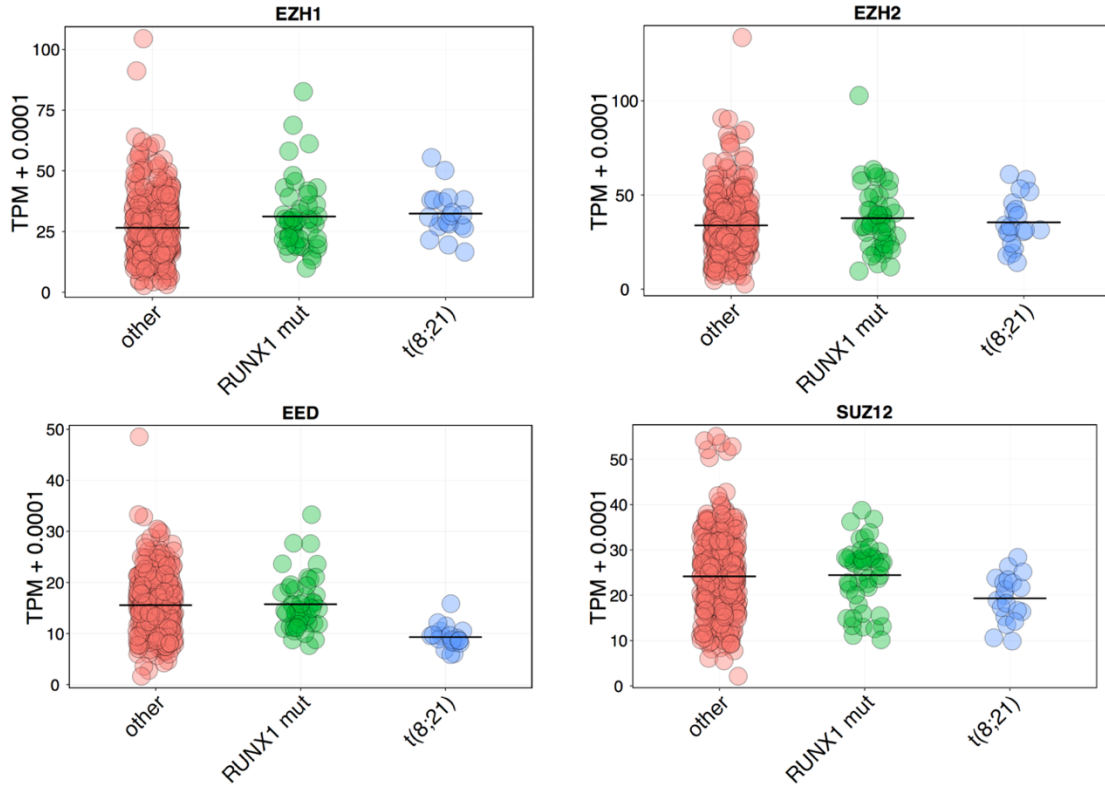 EZH1
TPM + 0.0001
100
75
50
25
0
other
RUNX1 mut
t(8;21)
EZH2
TPM + 0.0001
100
50
0
other
RUNX1 mut
t(8;21)
EED
TPM + 0.0001
50
40
30
20
10
0
other
RUNX1 mut
t(8;21)
SUZ12
TPM + 0.0001
50
40
30
20
10
0
other
RUNX1 mut
t(8;21)